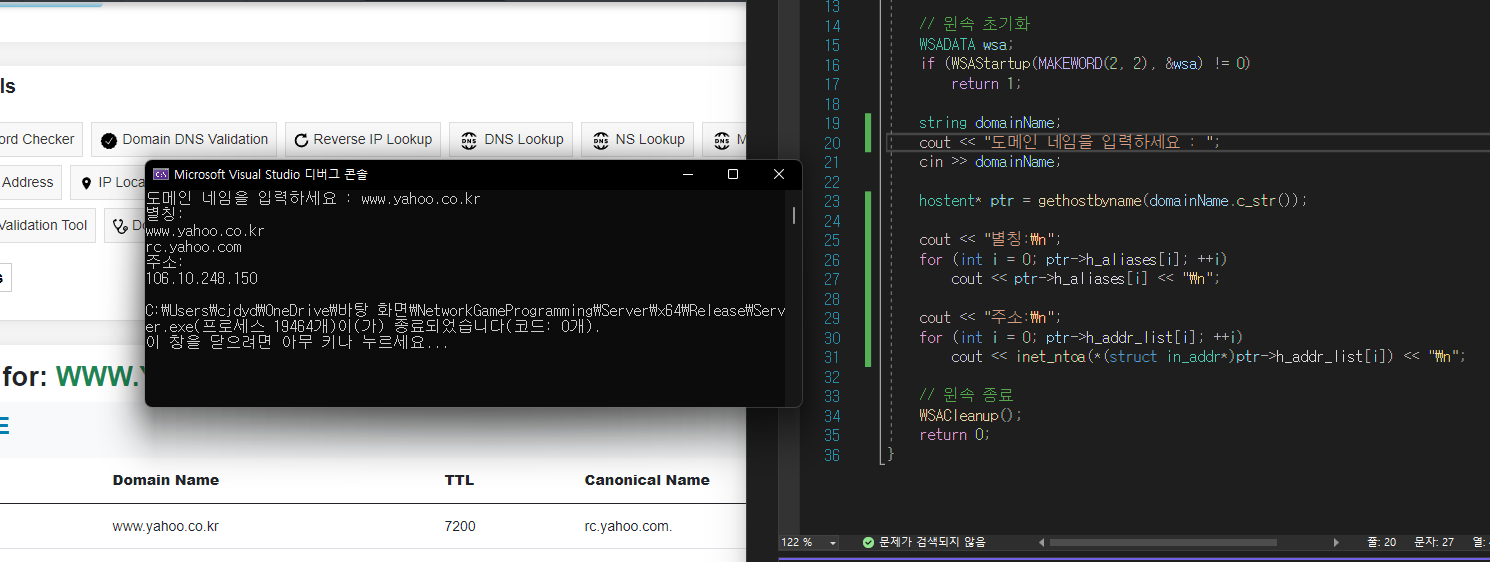 ls
ord Checker
Domain DNS Validation
Reverse IP Lookup
DNS Lookup
NS Lookup
M
Address
IP Loca
Validation Tool
D
s
for: WWW.Y
Domain Name TTL Canonical Name
www.yahoo.co.kr 7200 rc.yahoo.com.
Microsoft Visual Studio 디버그 콘솔
도메인 네임을 입력하세요 : www.yahoo.co.kr
별칭:
www.yahoo.co.kr
rc.yahoo.com
주소:
106.10.248.150
C:₩Users₩cjdyd₩OneDrive₩바탕 화면₩NetworkGameProgramming₩Server₩x64₩Release₩Serv
er.exe(프로세스 19464개)이(가) 종료되었습니다(코드: 0개).
이 창을 닫으려면 아무 키나 누르세요...
13
14 // 윈속 초기화
15 WSADATA wsa;
16 if (WSAStartup(MAKEWORD(2, 2), &wsa) != 0)
17 return 1;
18
19 string domainName;
20 cout << "도메인 네임을 입력하세요 : ";
21 cin >> domainName;
22
23 hostent* ptr = gethostbyname(domainName.c_str());
24
25 cout << "별칭:₩n";
26 for (int i = 0; ptr->h_aliases[i]; ++i)
27 cout << ptr->h_aliases[i] << "₩n";
28
29 cout << "주소:₩n";
30 for (int i = 0; ptr->h_addr_list[i]; ++i)
31 cout << inet_ntoa(*(struct in_addr*)ptr->h_addr_list[i]) << "₩n";
32
33 // 윈속 종료
34 WSACleanup();
35 return 0;
36 }
122 % 문제가 검색되지 않음 줄: 20 문자: 27 열: